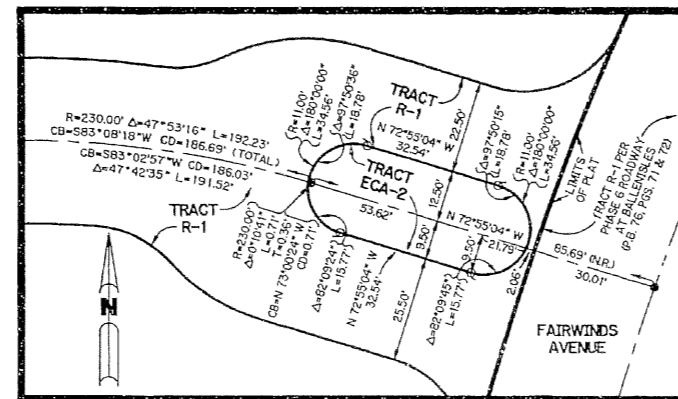 R=230.00' Δ=47°53'16" L=192.23'
CB=S83°08'18"W CD=186.69' (TOTAL)
CB=S83°02'57"W CD=186.03'
Δ=47°42'35" L=191.52'
TRACT
R-1
R=11.00'
Δ=180°00'00"
L=34.56'
Δ=97°50'36"
L=18.78'
TRACT
R-1
N 72°55'04" W
32.54'
22.50'
Δ=97°50'15"
L=18.78'
R=11.00'
Δ=180°00'00"
L=34.56'
TRACT
ECA-2
53.62'
12.50'
9.50'
N 72°55'04" W
21.79'
LIMITS
OF PLAT
TRACT R-1 PER
PHASE 2 ROADWAY
AT BALLENISLES
(P.B. 76, PGS. 71 & 72)
R=230.00'
Δ=0°10'41"
L=0.71'
T=0.36'
CB=N 73°00'24" W
CD=0.71'
Δ=82°09'24"
L=15.77'
N 72°55'04" W
32.54'
25.50'
Δ=82°09'45"
L=15.77'
9.50'
2.06'
85.69' (N.R.)
30.01'
N
FAIRWINDS
AVENUE